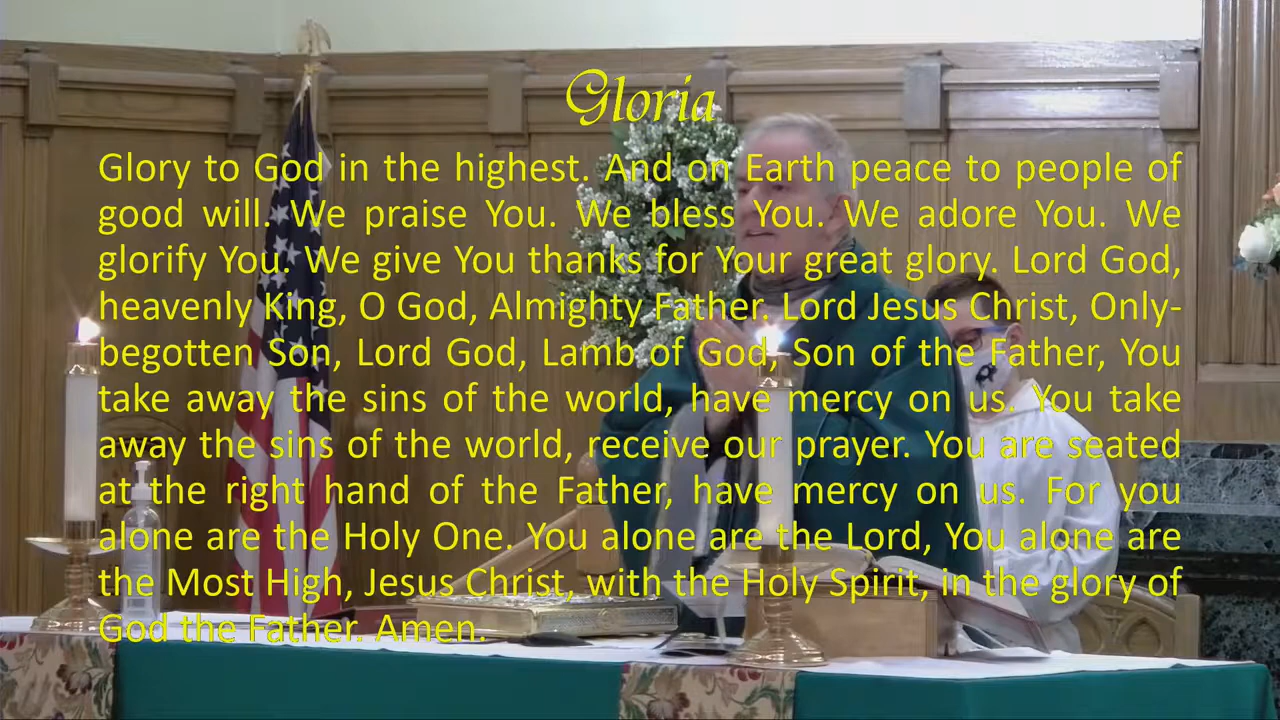 Gloria
Glory to God in the highest. And on Earth peace to people of
good will. We praise You. We bless You. We adore You. We
glorify You. We give You thanks for Your great glory. Lord God,
heavenly King, O God, Almighty Father. Lord Jesus Christ, Only-
begotten Son, Lord God, Lamb of God, Son of the Father, You
take away the sins of the world, have mercy on us. You take
away the sins of the world, receive our prayer. You are seated
at the right hand of the Father, have mercy on us. For you
alone are the Holy One. You alone are the Lord, You alone are
the Most High, Jesus Christ, with the Holy Spirit, in the glory of
God the Father. Amen.